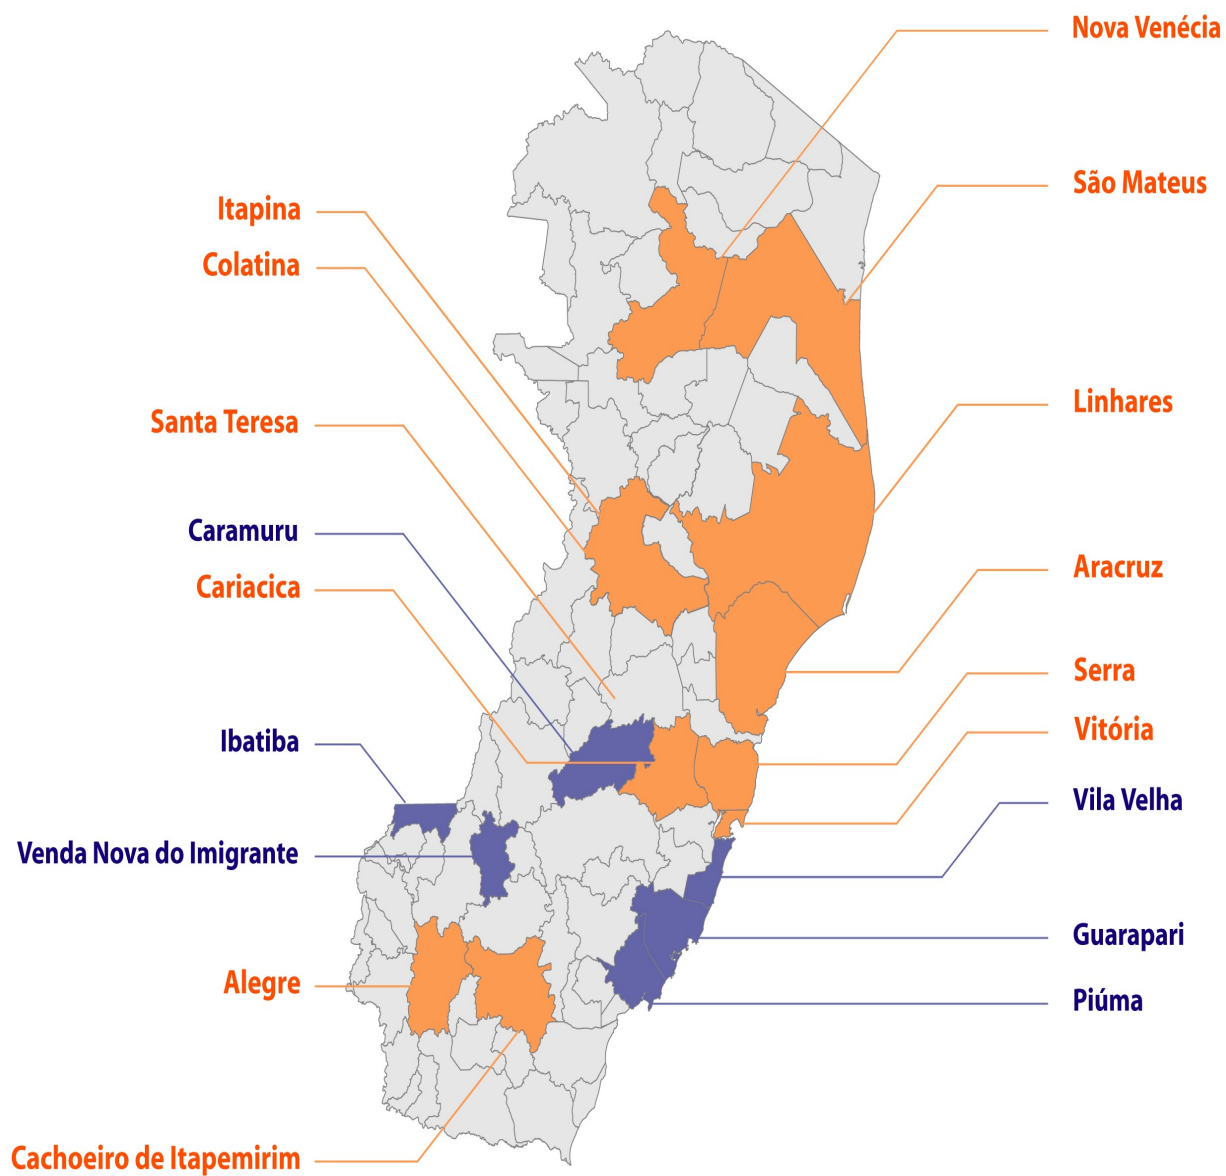 Nova Venécia
São Mateus
Itapina
Colatina
Linhares
Santa Teresa
Caramuru
Aracruz
Cariacica
Serra
Vitória
Ibatiba
Vila Velha
Venda Nova do Imigrante
Guarapari
Alegre
Piúma
Cachoeiro de Itapemirim